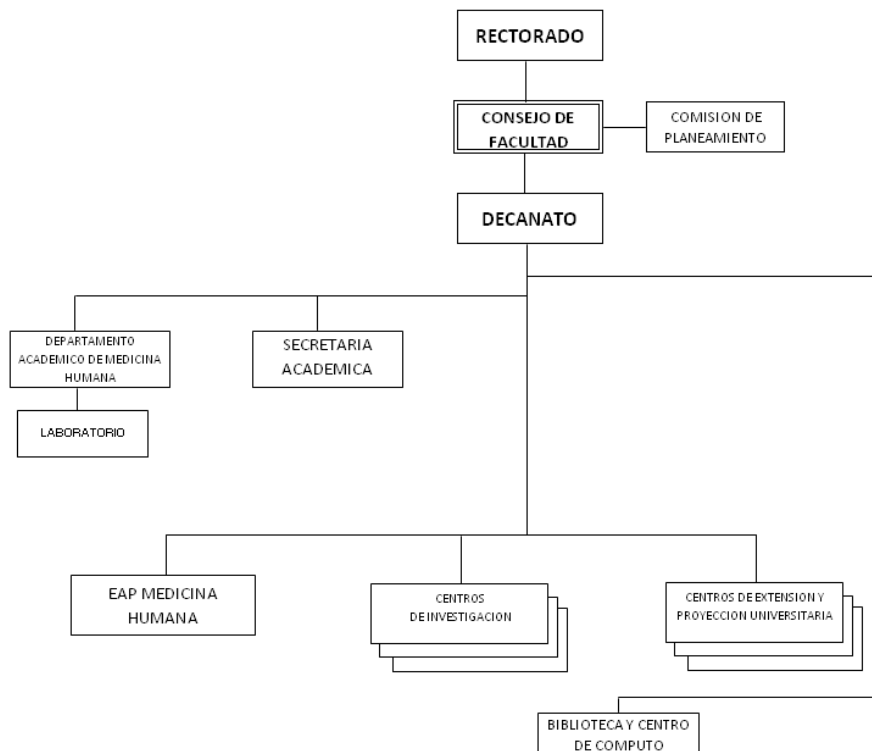 RECTORADO
CONSEJO DE
FACULTAD
COMISION DE
PLANEAMIENTO
DECANATO
DEPARTAMENTO
ACADEMICO DE MEDICINA
HUMANA
SECRETARIA
ACADEMICA
LABORATORIO
EAP MEDICINA
HUMANA
CENTROS
DE INVESTIGACION
CENTROS DE EXTENSION Y
PROYECCION UNIVERSITARIA
BIBLIOTECA Y CENTRO
DE COMPUTO